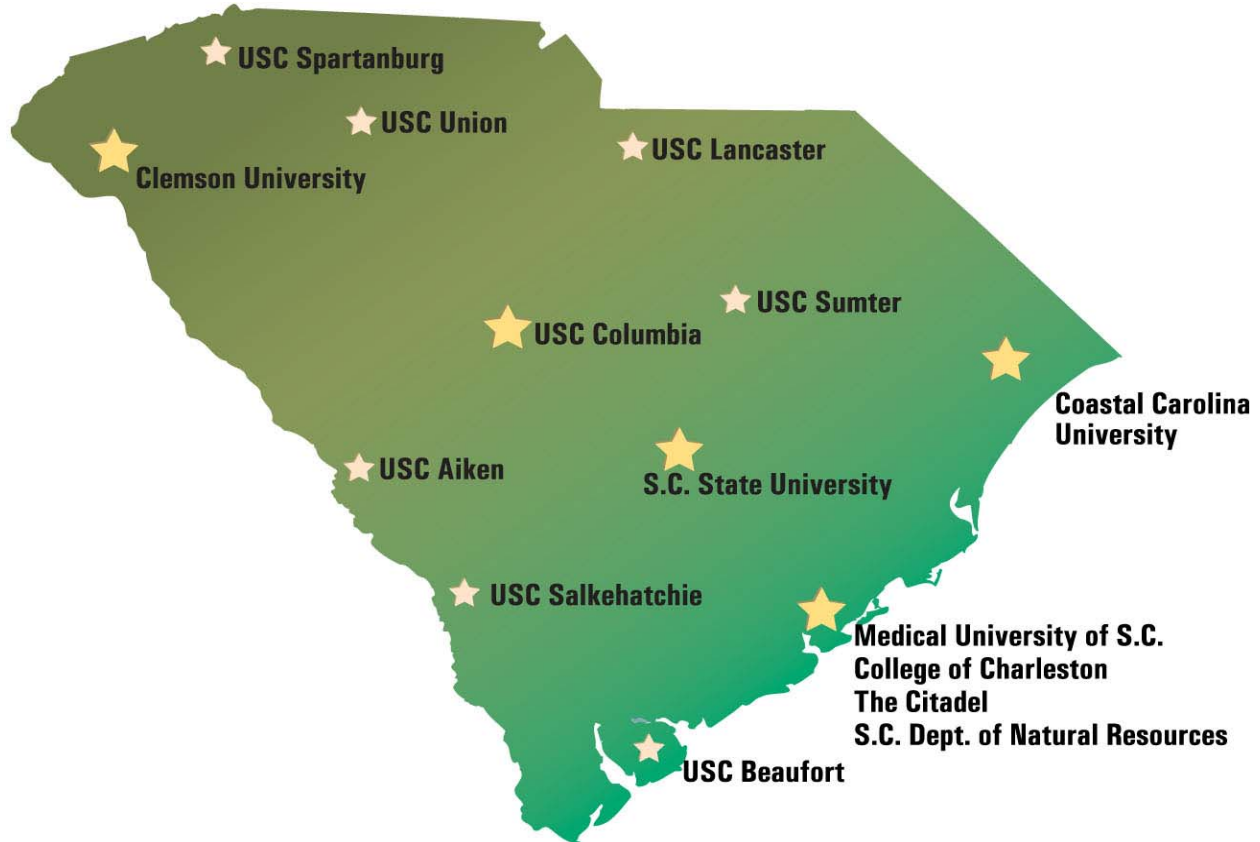 USC Spartanburg
USC Union
USC Lancaster
Clemson University
USC Sumter
USC Columbia
Coastal Carolina
University
USC Aiken
S.C. State University
USC Salkehatchie
Medical University of S.C.
College of Charleston
The Citadel
S.C. Dept. of Natural Resources
USC Beaufort